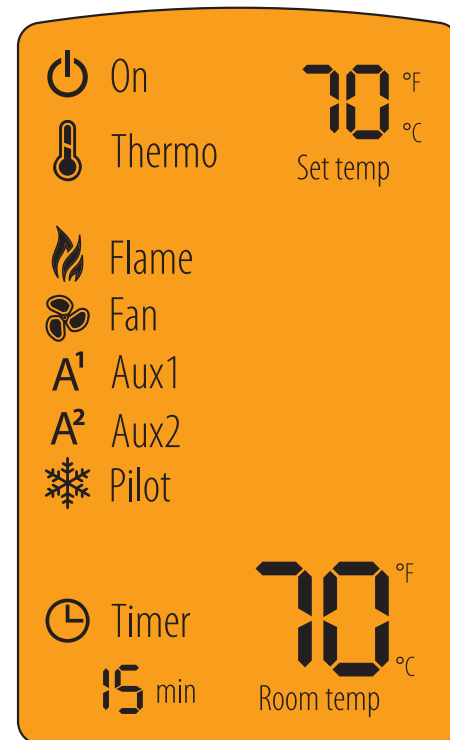 On
70 °F
°C
Thermo
Set temp
Flame
Fan
A¹ Aux1
A² Aux2
Pilot
Timer
15 min
70 °F
°C
Room temp